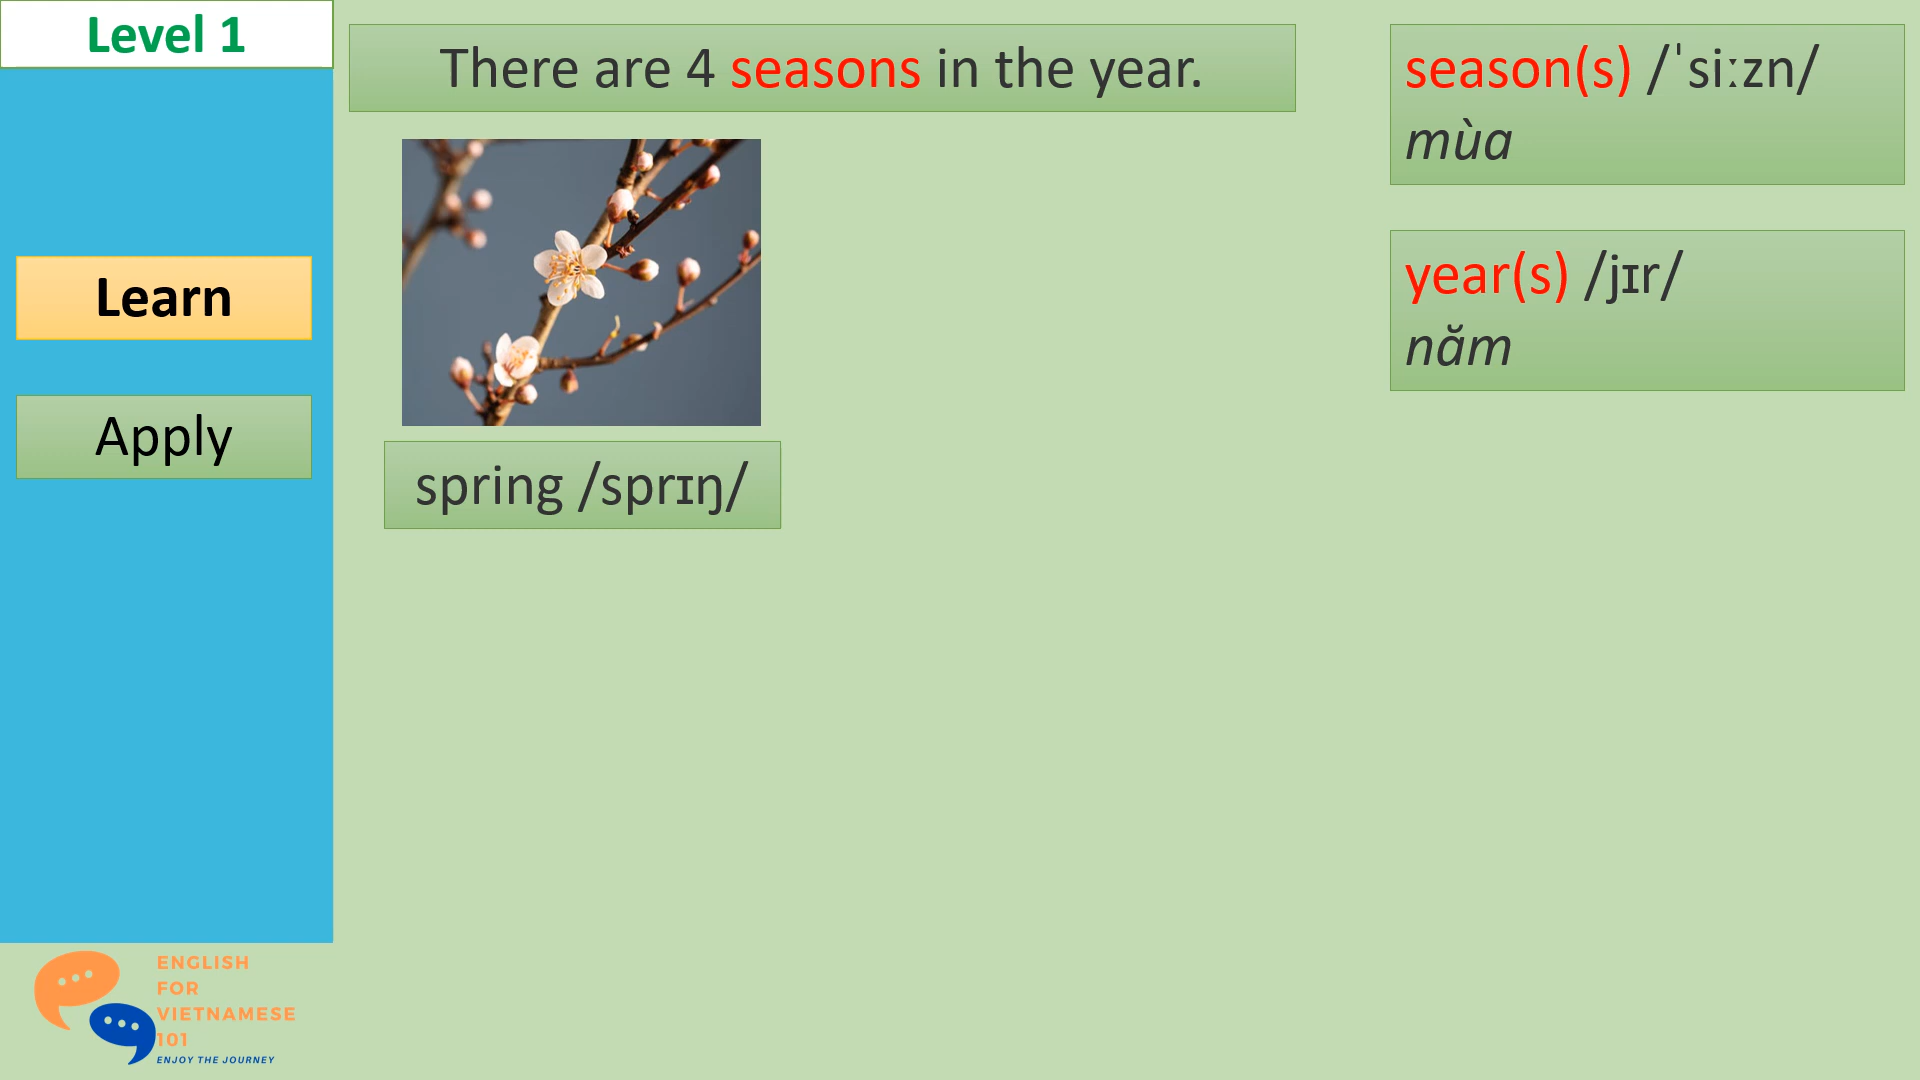 Level 1
There are 4 seasons in the year.
season(s) /ˈsiːzn/
mùa
year(s) /jɪr/
năm
Learn
Apply
spring /sprɪŋ/
ENGLISH
FOR
VIETNAMESE
101
ENJOY THE JOURNEY